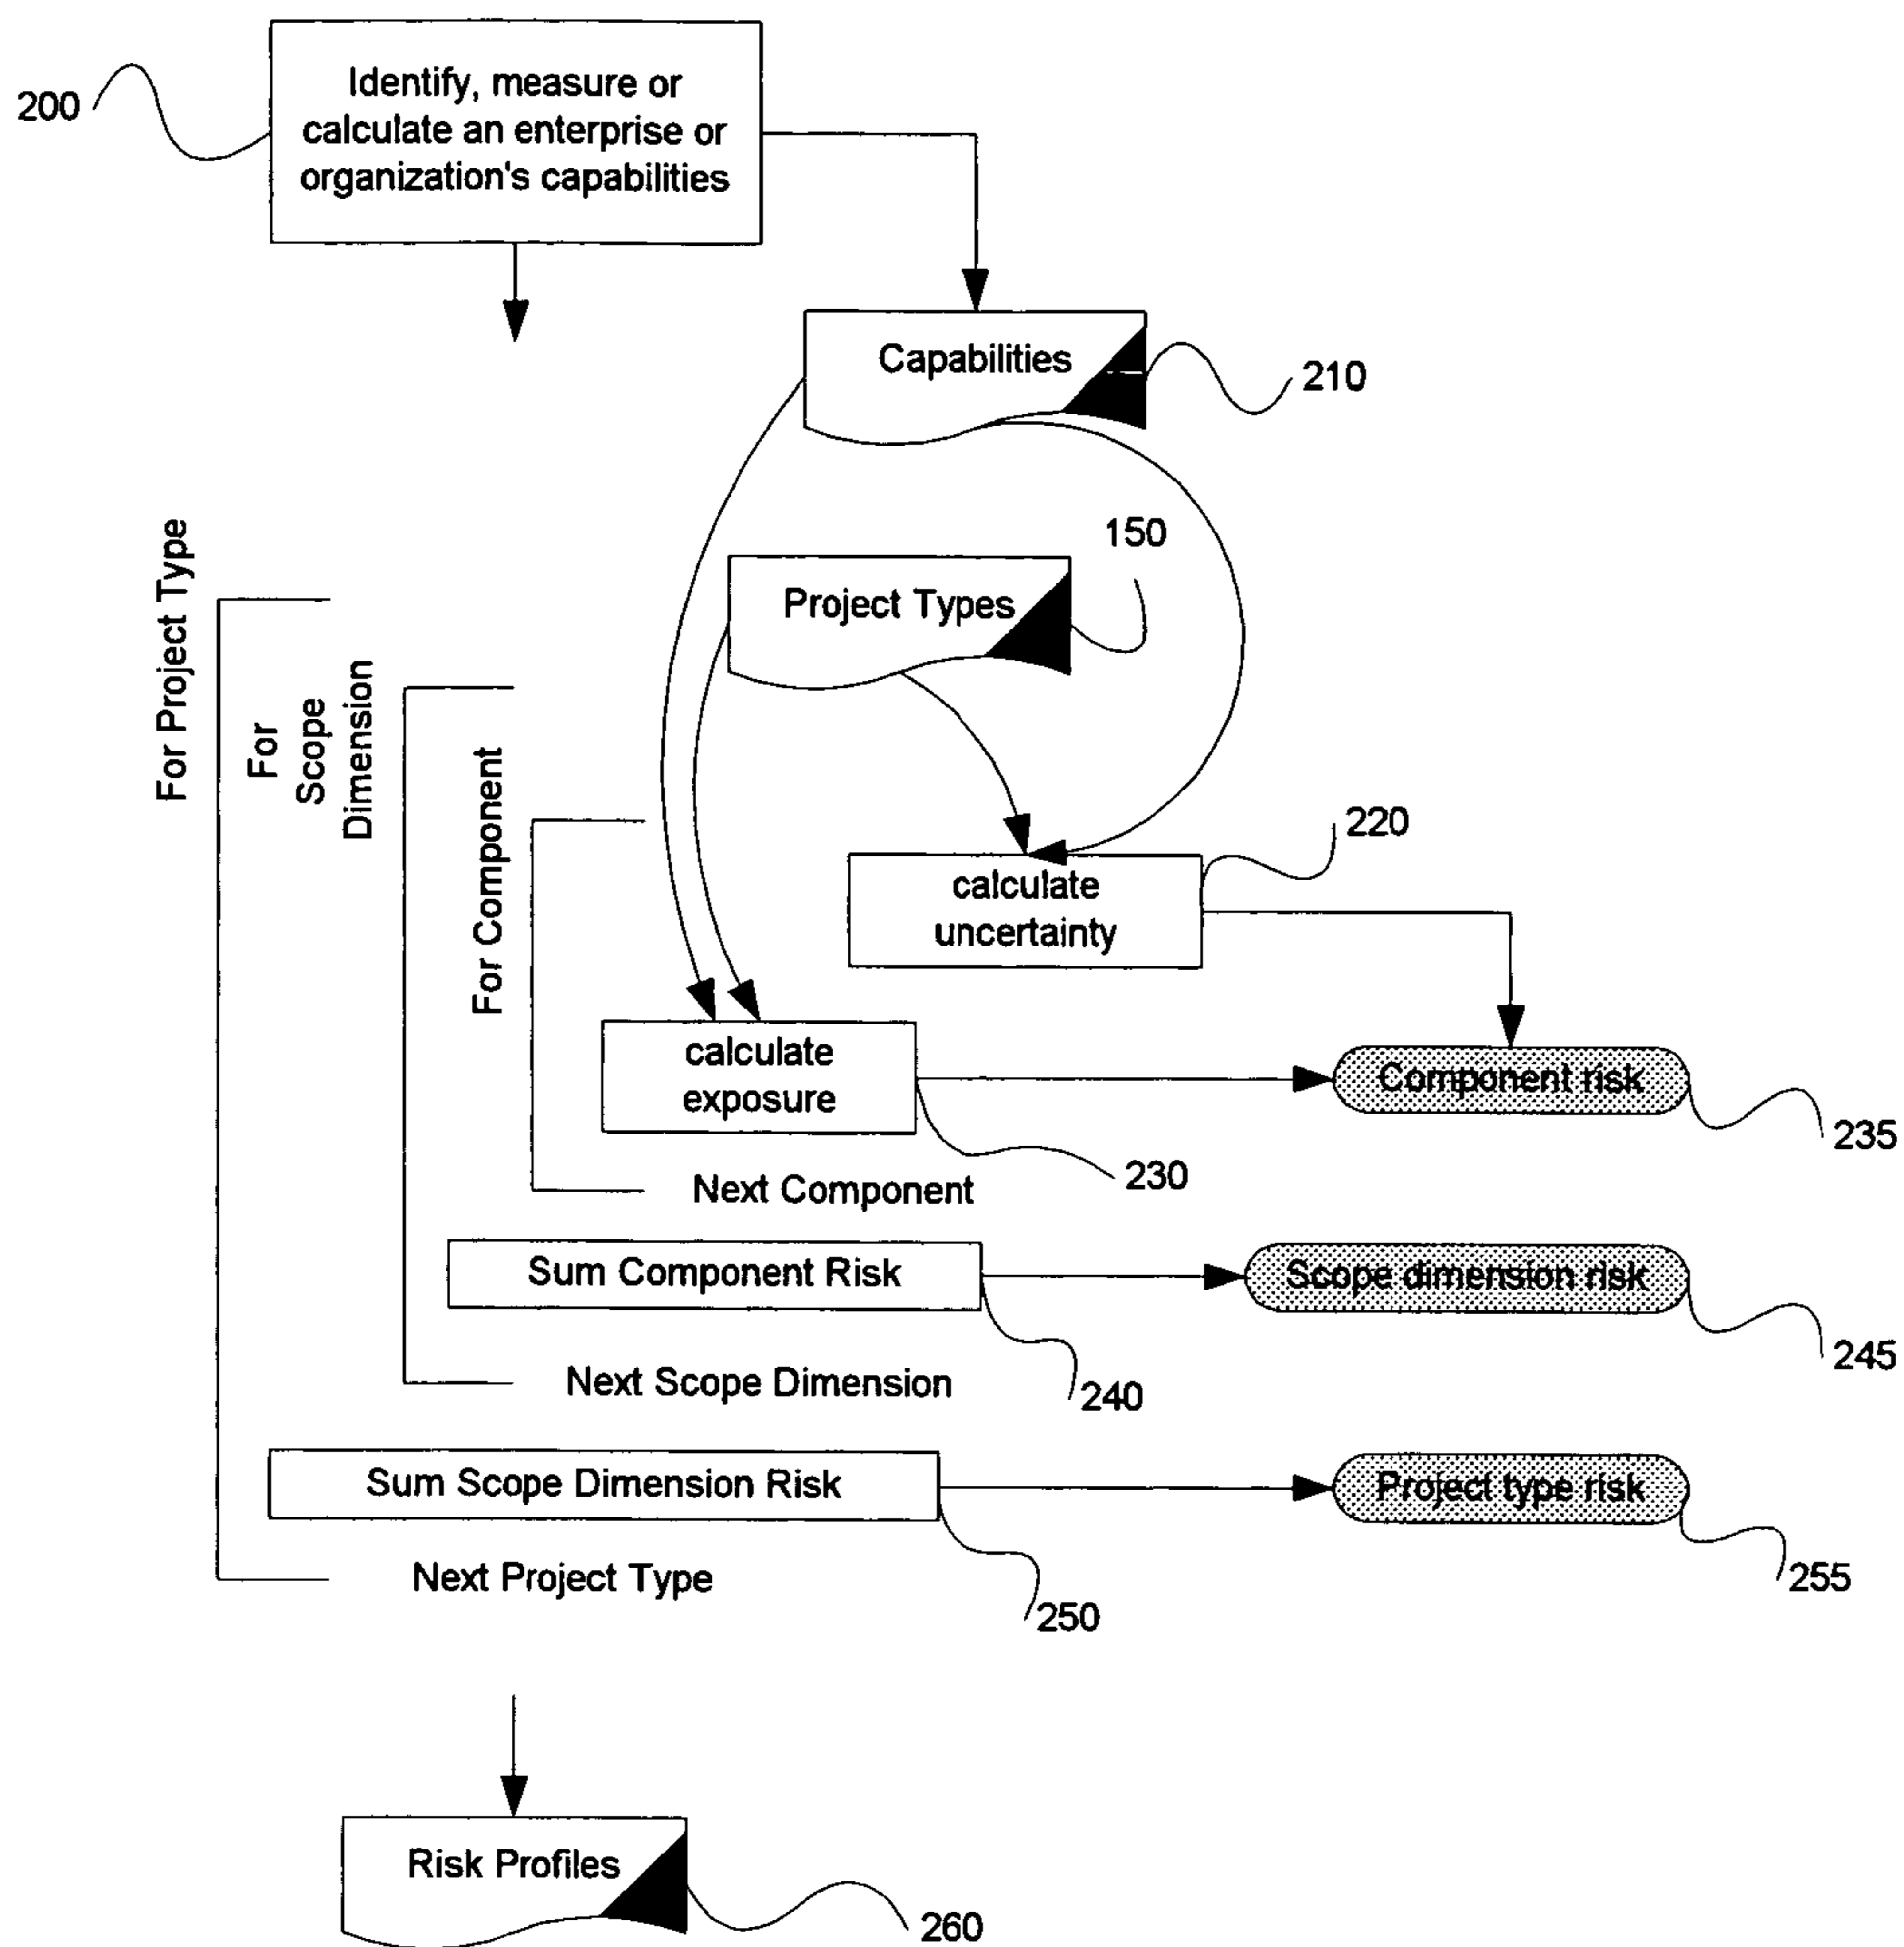 Identify, measure or
calculate an enterprise or
organization's capabilities
200
Capabilities
210
150
Project Types
For Project Type
For
Scope
Dimension
For Component
220
calculate
uncertainty
calculate
exposure
Component risk
235
230
Next Component
Sum Component Risk
Scope dimension risk
245
240
Next Scope Dimension
Sum Scope Dimension Risk
Project type risk
255
250
Next Project Type
Risk Profiles
260